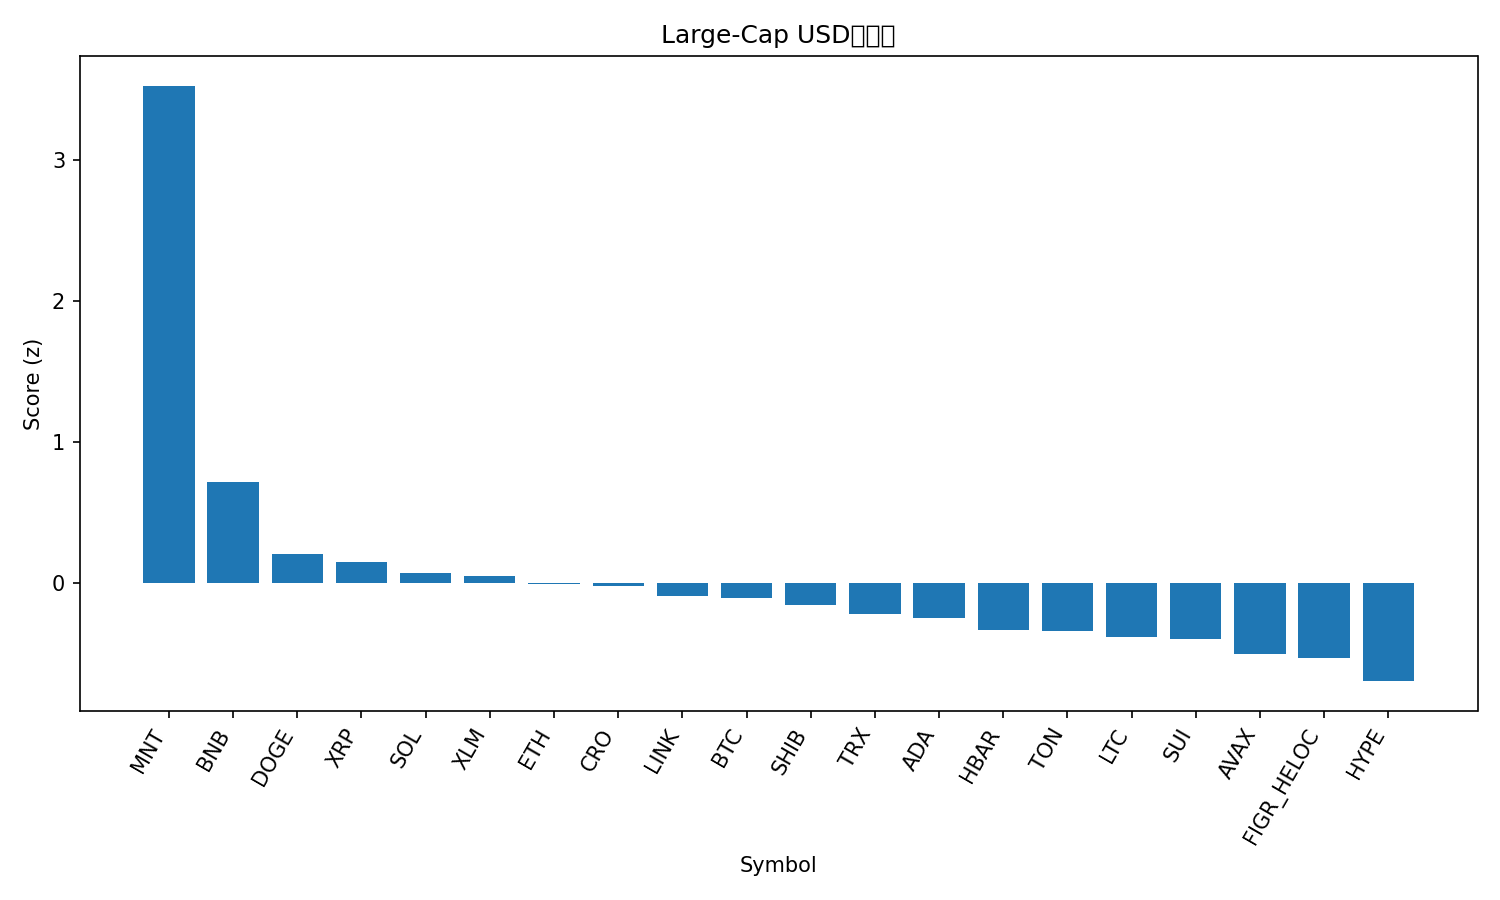 Large-Cap USD
Score (z)
3
2
1
0
MNT
BNB
DOGE
XRP
SOL
XLM
ETH
CRO
LINK
BTC
SHIB
TRX
ADA
HBAR
TON
LTC
SUI
AVAX
FIGR_HELOC
HYPE
Symbol